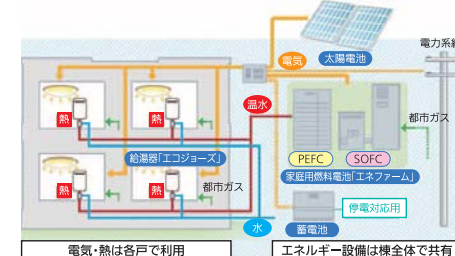 電気
太陽電池
電力系
温水
熱
熱
都市ガス
給湯器「エコジョーズ」
PEFC
SOFC
家庭用燃料電池「エネファーム」
熱
熱
都市ガス
停電対応用
水
蓄電池
電気・熱は各戸で利用
エネルギー設備は棟全体で共有